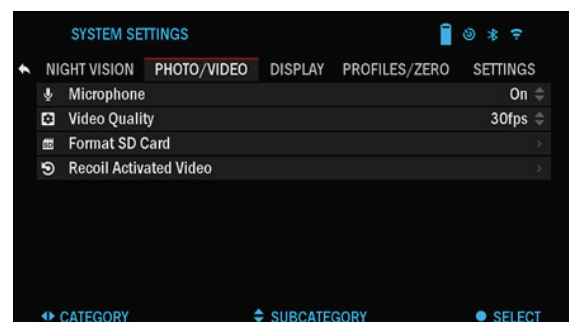 SYSTEM SETTINGS
NIGHT VISION PHOTO/VIDEO DISPLAY PROFILES/ZERO SETTINGS
Microphone On
Video Quality 30fps
Format SD Card
Recoil Activated Video
CATEGORY SUBCATEGORY SELECT